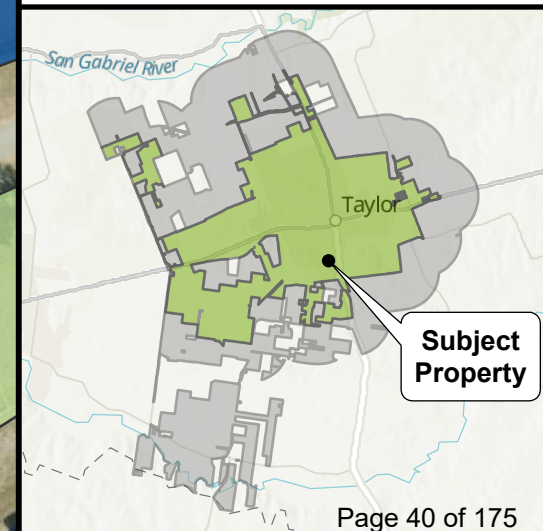 San Gabriel River
Taylor
Subject
Property
Page 40 of 175